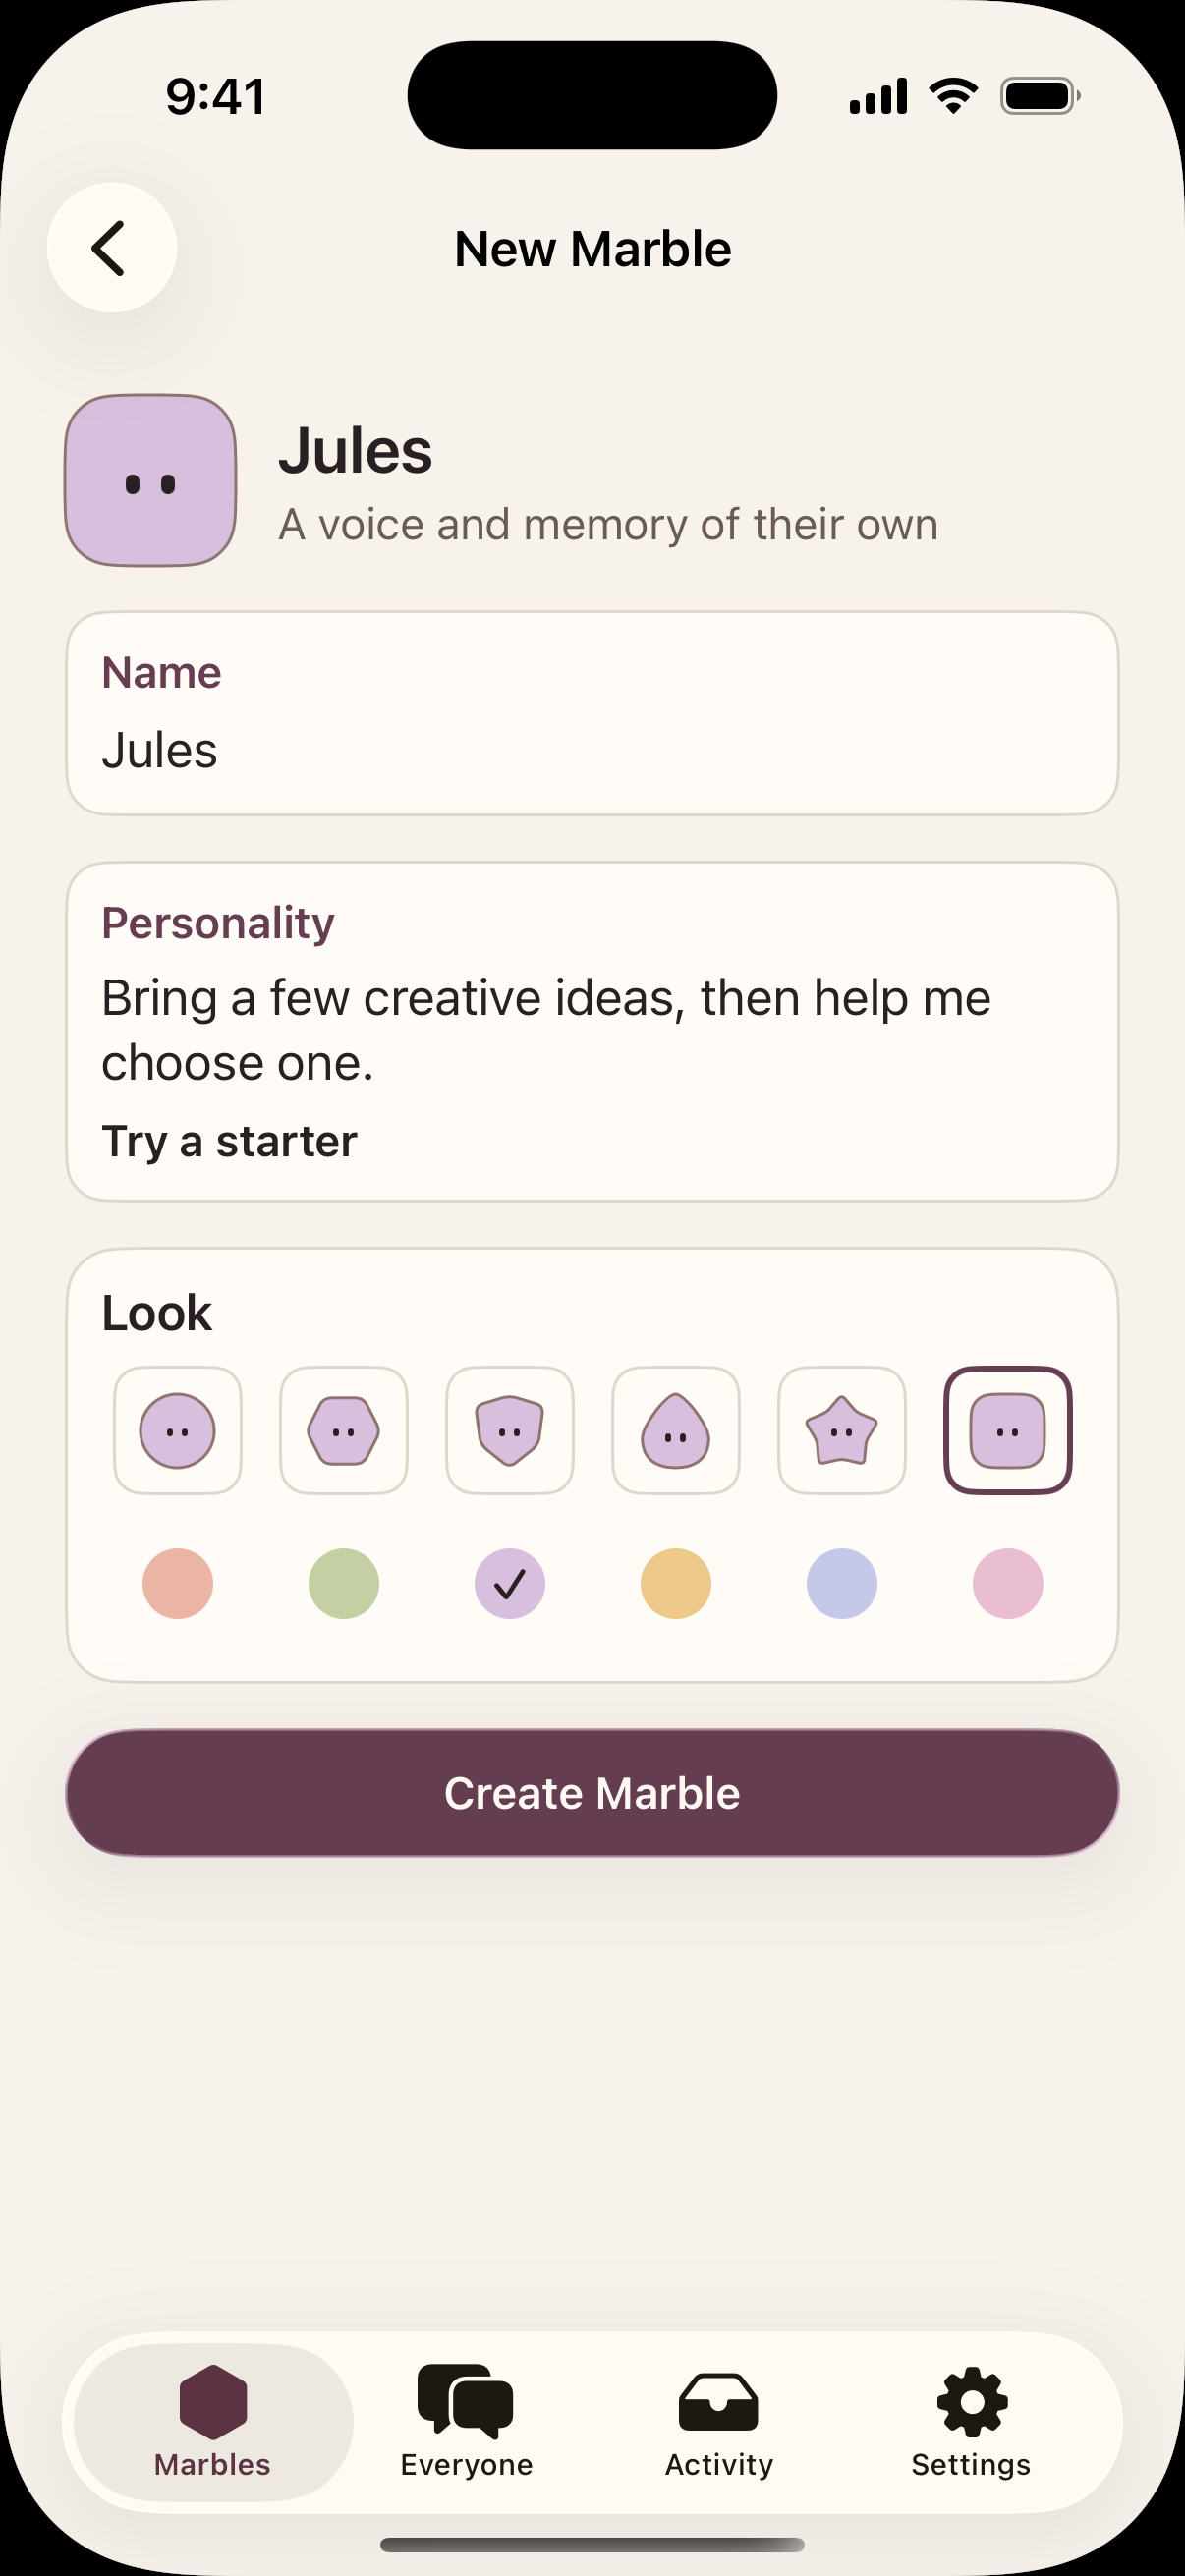 9:41
New Marble
Jules
A voice and memory of their own
Name
Jules
Personality
Bring a few creative ideas, then help me
choose one.
Try a starter
Look
Create Marble
Marbles
Everyone
Activity
Settings